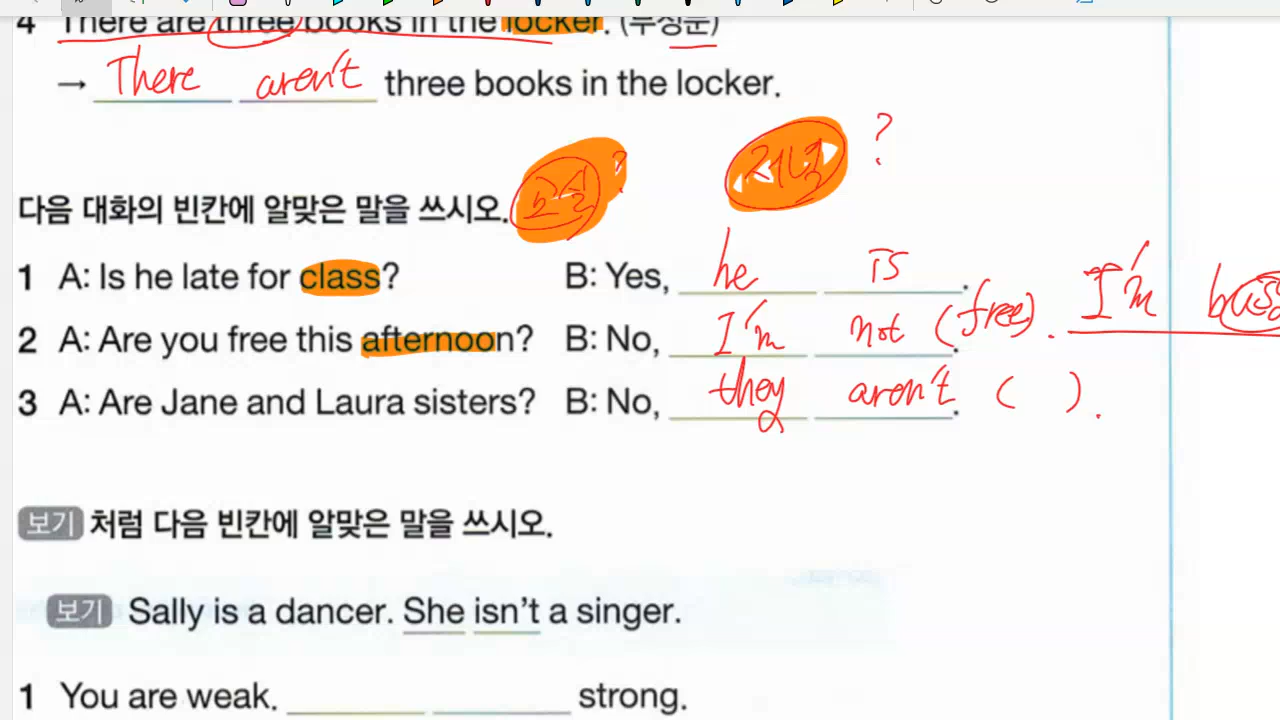 4 There are three books in the locker. (부정문)
→ There aren't three books in the locker.
저녁 ?
다음 대화의 빈칸에 알맞은 말을 쓰시오. 교실 ?
1 A: Is he late for class? B: Yes, he is.
I'm
2 A: Are you free this afternoon? B: No, I'm not (free).
3 A: Are Jane and Laura sisters? B: No, they aren't ( ).
보기 처럼 다음 빈칸에 알맞은 말을 쓰시오.
보기 Sally is a dancer. She isn't a singer.
1 You are weak. strong.